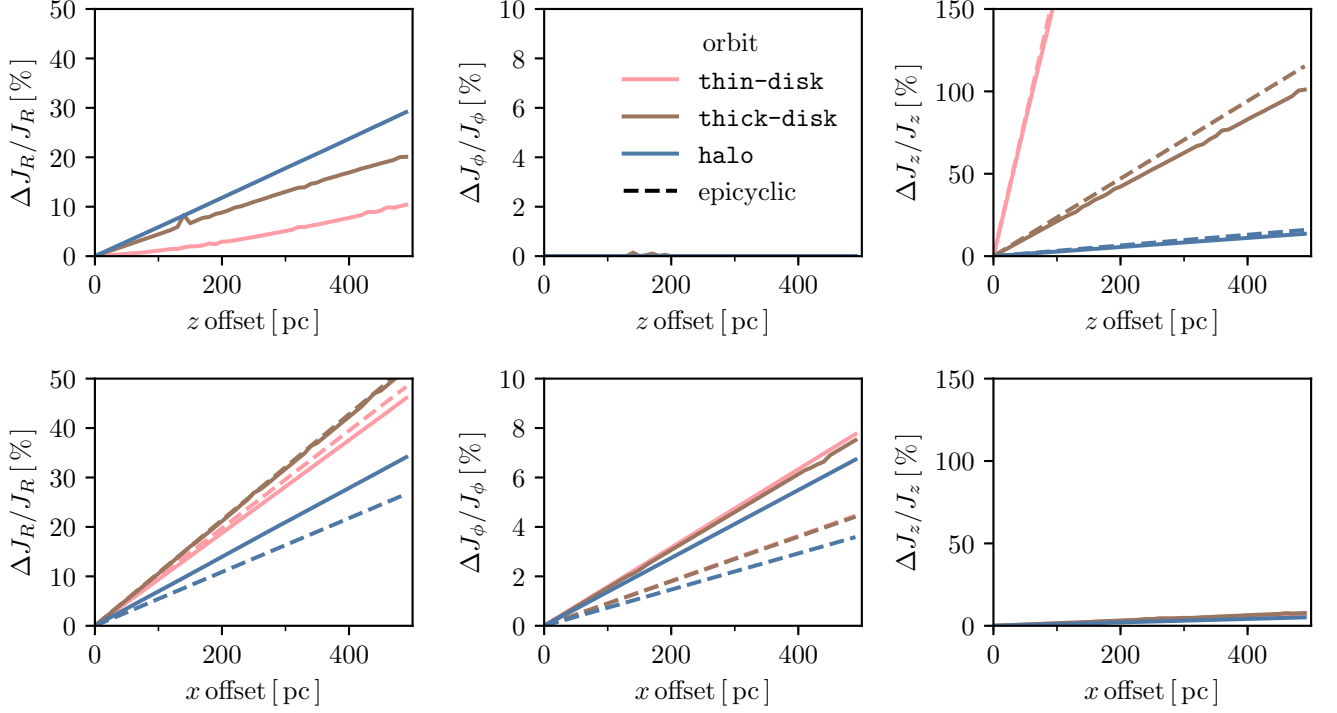 50
40
30
20
10
0
ΔJ_R/J_R [%]
0 200 400
z offset [ pc ]
10
8
6
4
2
0
ΔJ_ϕ/J_ϕ [%]
orbit
thin-disk
thick-disk
halo
epicyclic
0 200 400
z offset [ pc ]
150
100
50
0
ΔJ_z/J_z [%]
0 200 400
z offset [ pc ]
50
40
30
20
10
0
ΔJ_R/J_R [%]
0 200 400
x offset [ pc ]
10
8
6
4
2
0
ΔJ_ϕ/J_ϕ [%]
0 200 400
x offset [ pc ]
150
100
50
0
ΔJ_z/J_z [%]
0 200 400
x offset [ pc ]